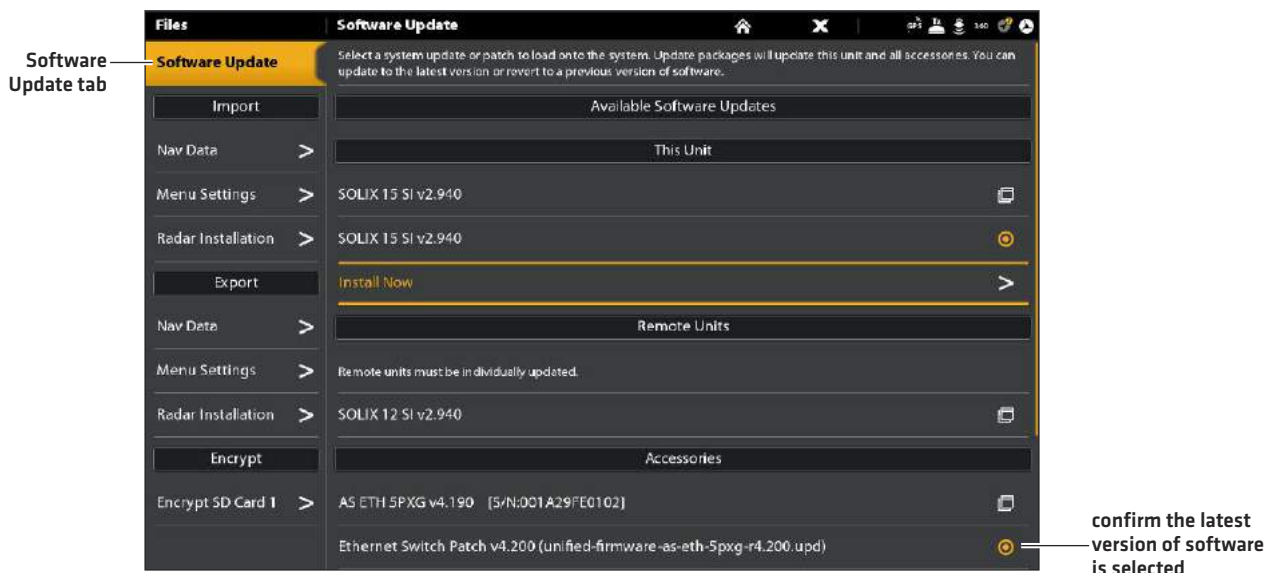 Files
Software Update
GPS
360
Software Update tab
Software Update
Select a system update or patch to load onto the system. Update packages will update this unit and all accessories. You can
update to the latest version or revert to a previous version of software.
Import
Available Software Updates
Nav Data
This Unit
Menu Settings
SOLIX 15 SI v2.940
Radar Installation
SOLIX 15 SI v2.940
Export
Install Now
Nav Data
Remote Units
Menu Settings
Remote units must be individually updated.
Radar Installation
SOLIX 12 SI v2.940
Encrypt
Accessories
Encrypt SD Card 1
AS ETH 5PXG v4.190 [S/N:001A29FE0102]
Ethernet Switch Patch v4.200 (unified-firmware-as-eth-5pxg-r4.200.upd)
confirm the latest
version of software
is selected